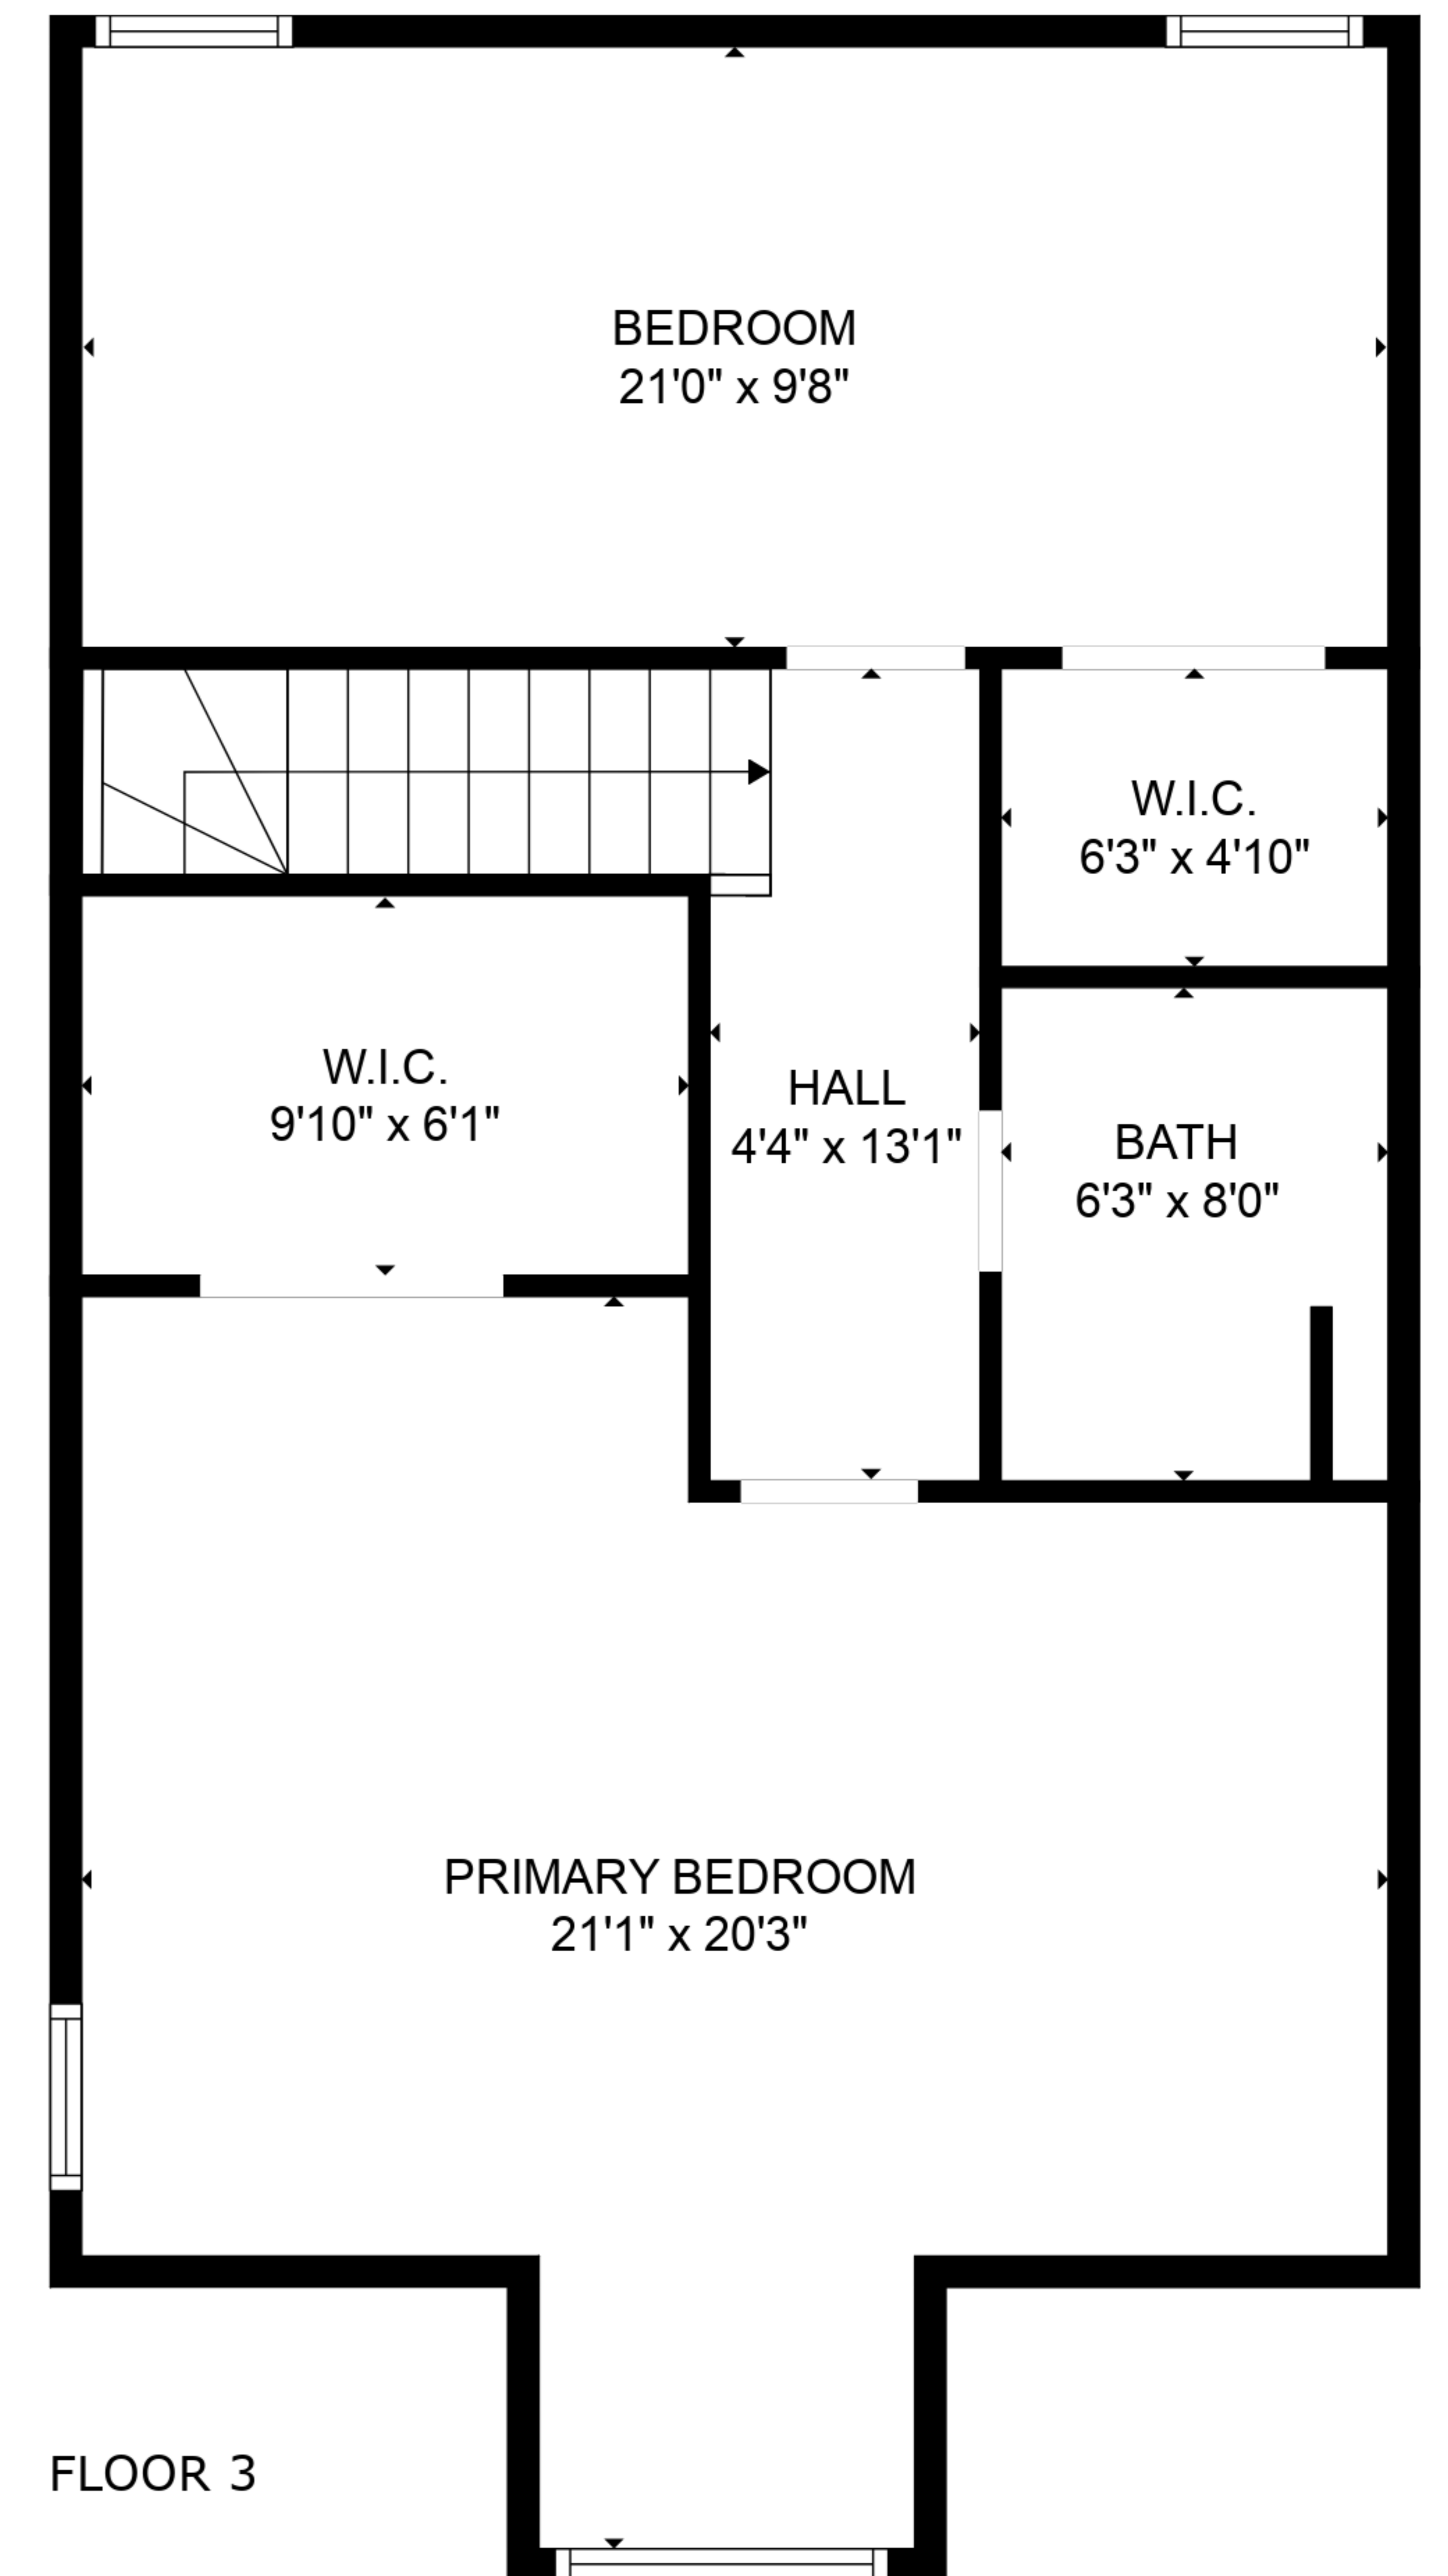 BEDROOM
21'0" x 9'8"
W.I.C.
6'3" x 4'10"
W.I.C.
9'10" x 6'1"
HALL
4'4" x 13'1"
BATH
6'3" x 8'0"
PRIMARY BEDROOM
21'1" x 20'3"
FLOOR 3